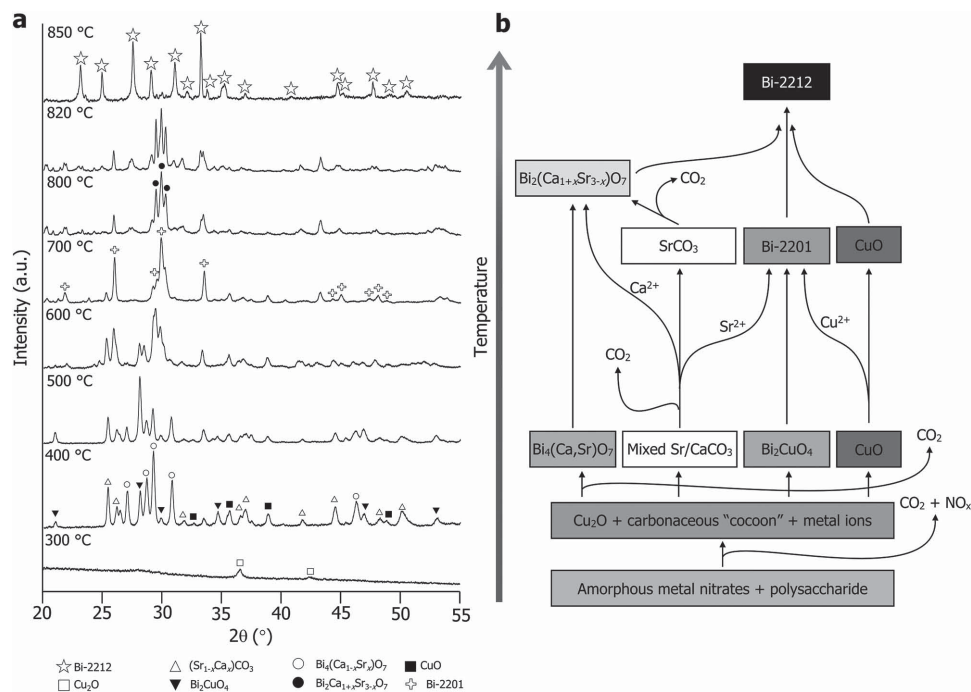 a
850 °C
820 °C
800 °C
700 °C
600 °C
500 °C
400 °C
300 °C
Intensity (a.u.)
20 25 30 35 40 45 50 55
2θ (°)
☆ Bi-2212
△ (Sr₁₋ₓCaₓ)CO₃
○ Bi₄(Ca₁₋ₓSrₓ)O₇
■ CuO
□ Cu₂O
▼ Bi₂CuO₄
● Bi₂Ca₁₊ₓSr₃₋ₓO₇
✚ Bi-2201
b
Temperature
Bi-2212
Bi₂(Ca₁₊ₓSr₃₋ₓ)O₇
CO₂
SrCO₃
Bi-2201
CuO
Ca²⁺
Sr²⁺
Cu²⁺
CO₂
Bi₄(Ca,Sr)O₇
Mixed Sr/CaCO₃
Bi₂CuO₄
CuO
CO₂
CO₂ + NOₓ
Cu₂O + carbonaceous “cocoon” + metal ions
Amorphous metal nitrates + polysaccharide